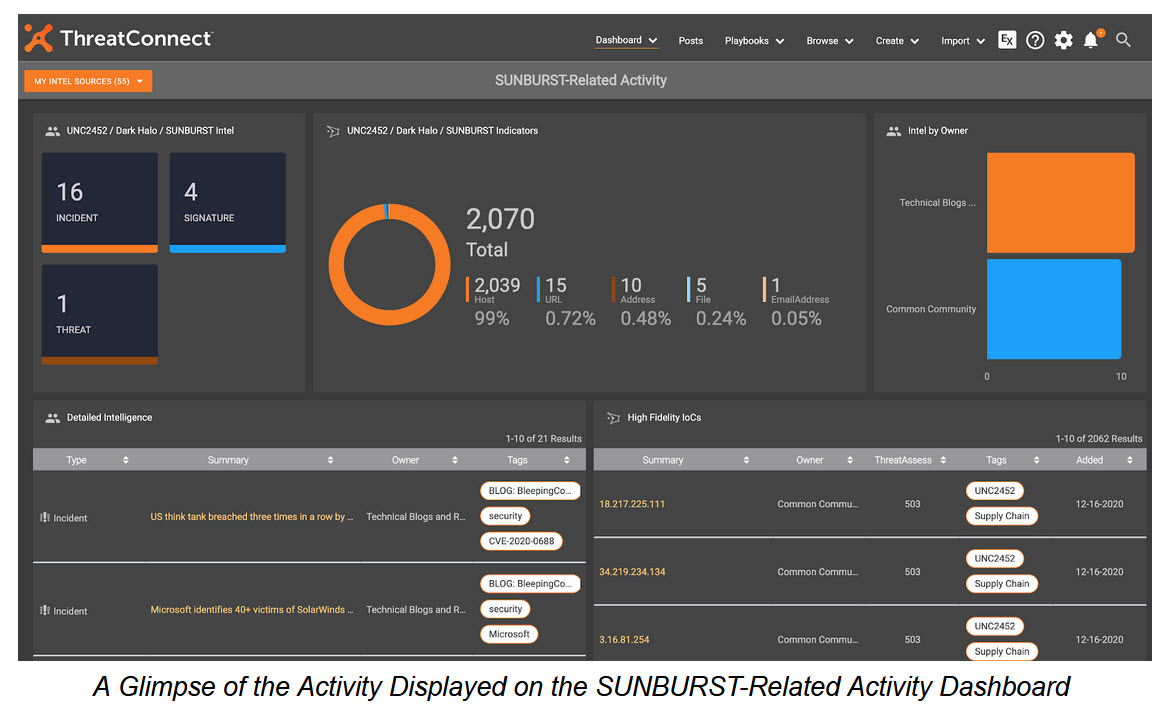 ThreatConnect
Dashboard Posts Playbooks Browse Create Import EX
MY INTEL SOURCES (55)
SUNBURST-Related Activity
UNC2452 / Dark Halo / SUNBURST Intel
16
INCIDENT
4
SIGNATURE
1
THREAT
UNC2452 / Dark Halo / SUNBURST Indicators
2,070
Total
2,039 15 10 5 1
Host URL Address File EmailAddress
99% 0.72% 0.48% 0.24% 0.05%
Intel by Owner
Technical Blogs ...
Common Community
0 10
Detailed Intelligence
1-10 of 21 Results
Type Summary Owner Tags
Incident US think tank breached three times in a row by ... Technical Blogs and R... BLOG: BleepingCo...
security
CVE-2020-0688
Incident Microsoft identifies 40+ victims of SolarWinds ... Technical Blogs and R... BLOG: BleepingCo...
security
Microsoft
High Fidelity IoCs
1-10 of 2062 Results
Summary Owner ThreatAssess Tags Added
18.217.225.111 Common Commu... 503 UNC2452 12-16-2020
Supply Chain
34.219.234.134 Common Commu... 503 UNC2452 12-16-2020
Supply Chain
3.16.81.254 Common Commu... 503 UNC2452 12-16-2020
Supply Chain
A Glimpse of the Activity Displayed on the SUNBURST-Related Activity Dashboard